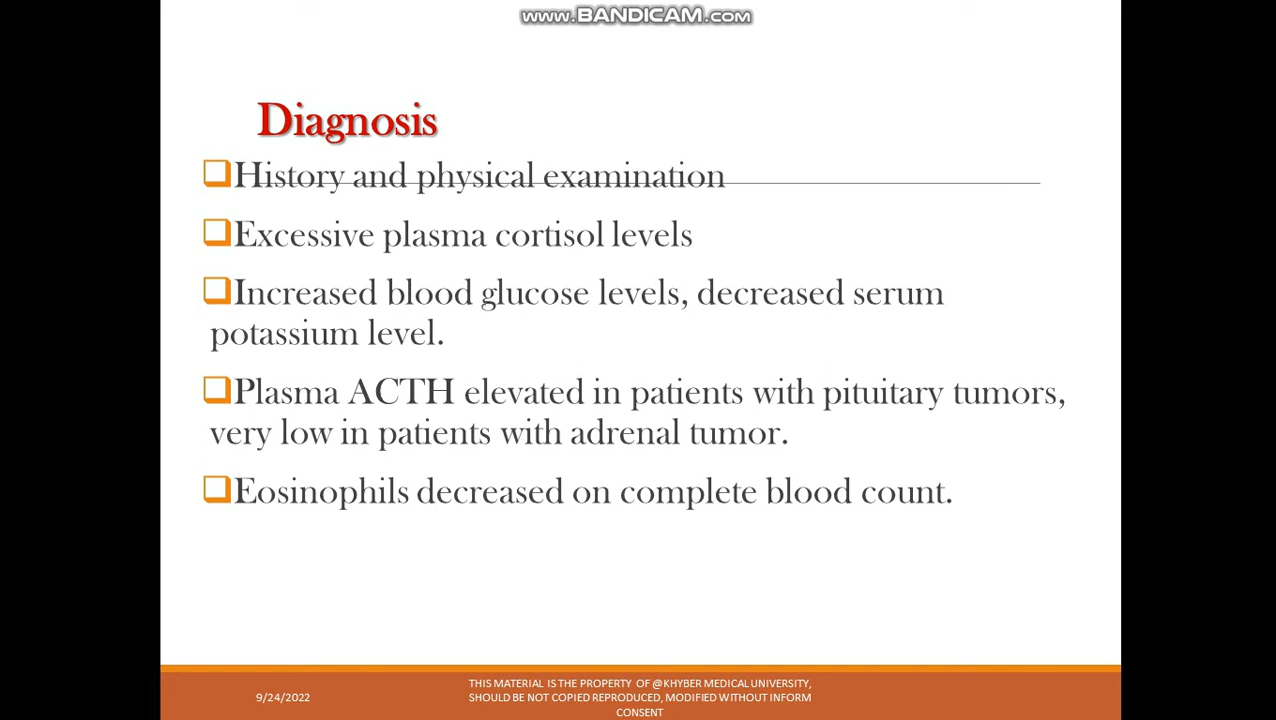 www.BANDICAM.com
Diagnosis
History and physical examination
Excessive plasma cortisol levels
Increased blood glucose levels, decreased serum
potassium level.
Plasma ACTH elevated in patients with pituitary tumors,
very low in patients with adrenal tumor.
Eosinophils decreased on complete blood count.
9/24/2022
THIS MATERIAL IS THE PROPERTY OF @KHYBER MEDICAL UNIVERSITY,
SHOULD BE NOT COPIED REPRODUCED, MODIFIED WITHOUT INFORM
CONSENT